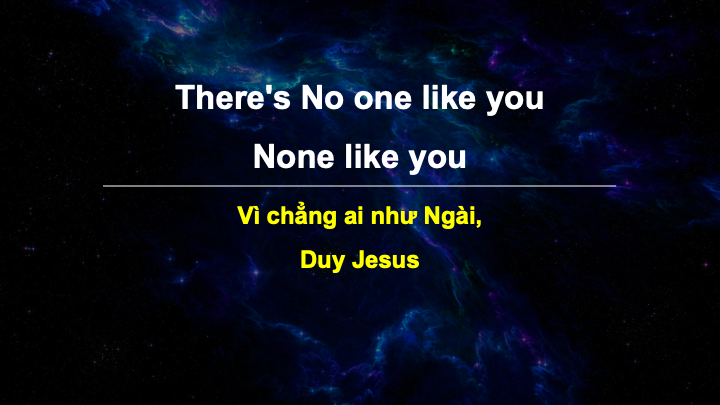 There's No one like you
None like you
Vì chẳng ai như Ngài,
Duy Jesus